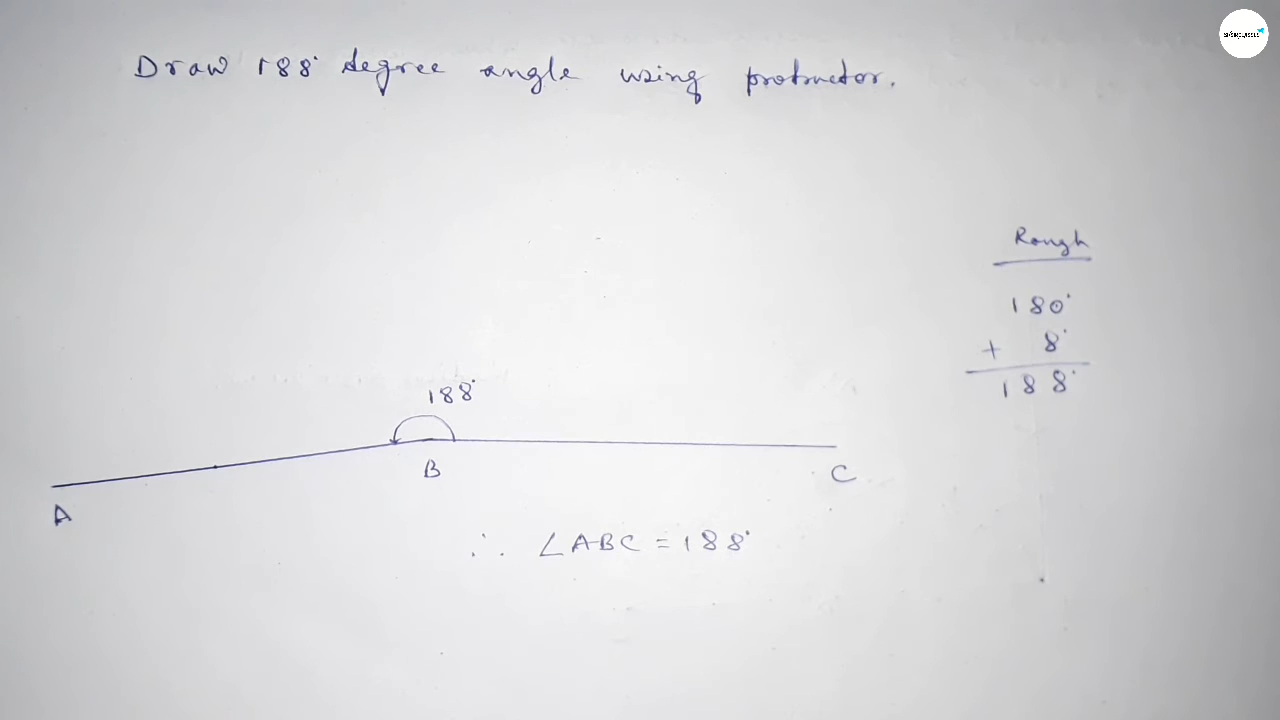 Draw 188° degree angle using protractor.
Rough
180°
+ 8°
188°
188°
B
C
A
∴ ∠ABC = 188°